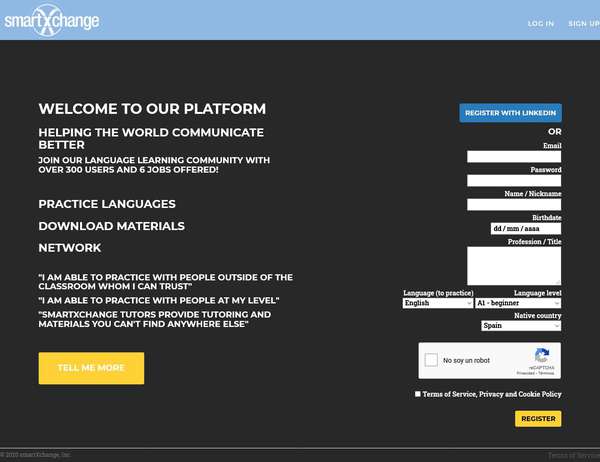 smartXchange
LOG IN
SIGN UP
WELCOME TO OUR PLATFORM
HELPING THE WORLD COMMUNICATE
BETTER
JOIN OUR LANGUAGE LEARNING COMMUNITY WITH
OVER 300 USERS AND 6 JOBS OFFERED!
PRACTICE LANGUAGES
DOWNLOAD MATERIALS
NETWORK
"I AM ABLE TO PRACTICE WITH PEOPLE OUTSIDE OF THE
CLASSROOM WHOM I CAN TRUST"
"I AM ABLE TO PRACTICE WITH PEOPLE AT MY LEVEL"
"SMARTXCHANGE TUTORS PROVIDE TUTORING AND
MATERIALS YOU CAN'T FIND ANYWHERE ELSE"
TELL ME MORE
REGISTER WITH LINKEDIN
OR
Email
Password
Name / Nickname
Birthdate
dd / mm / aaaa
Profession / Title
Language (to practice)
Language level
English
A1 - beginner
Native country
Spain
No soy un robot
reCAPTCHA
Privacidad - Términos
Terms of Service, Privacy and Cookie Policy
REGISTER
smartXchange, Inc.
Terms of Service